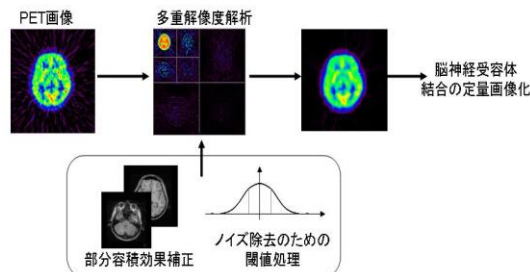 PET画像
多重解像度解析
脳神経受容体
結合の定量画像化
部分容積効果補正
ノイズ除去のための
閾値処理